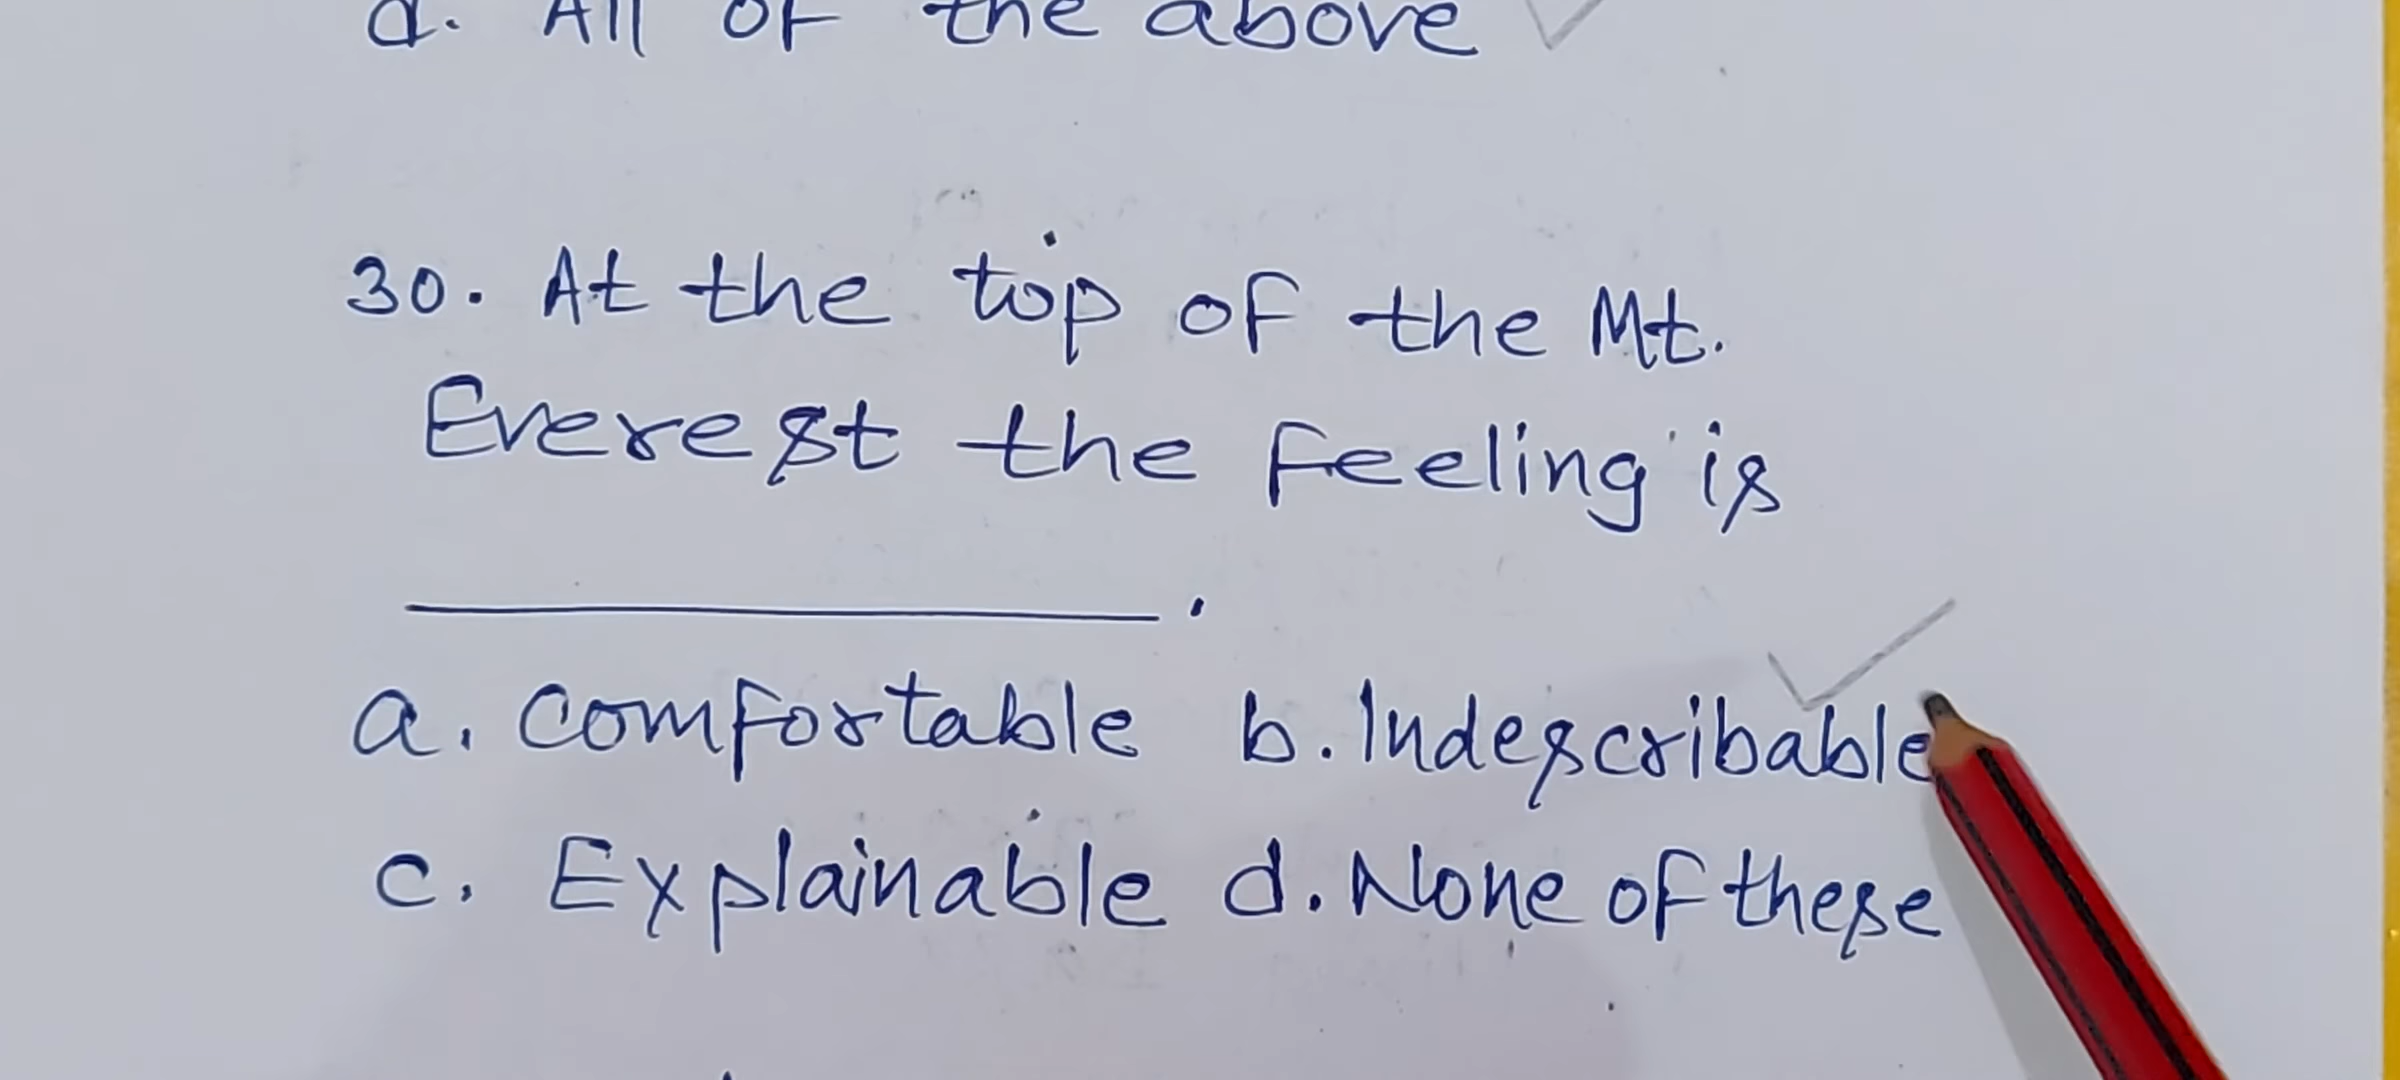 d. All of the above
30. At the top of the Mt.
Everest the feeling is
__________.
a. Comfortable b. Indescribable
c. Explainable d. None of these